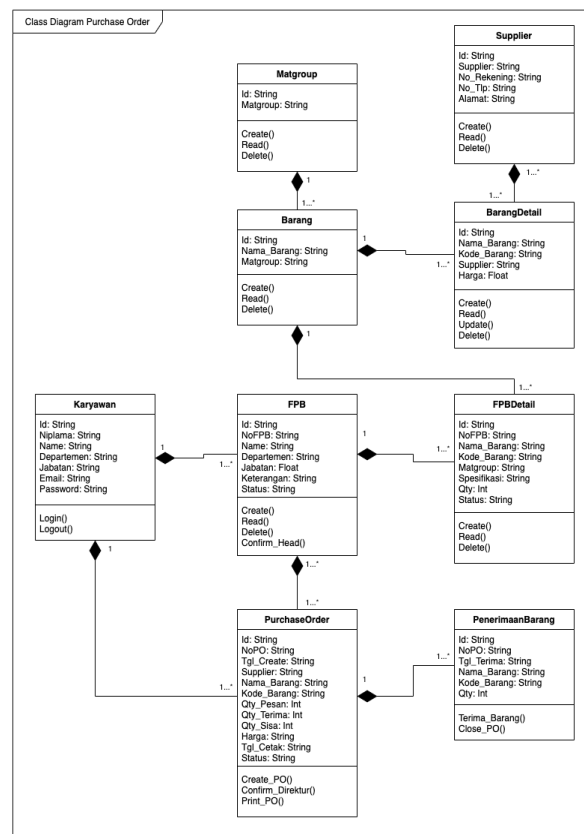 Class Diagram Purchase Order
Supplier
Id: String
Supplier: String
No_Rekening: String
No_Tlp: String
Alamat: String
Create()
Read()
Delete()
Matgroup
Id: String
Matgroup: String
Create()
Read()
Delete()
1
1...*
1...*
1...*
Barang
Id: String
Nama_Barang: String
Matgroup: String
Create()
Read()
Delete()
1
1...*
BarangDetail
Id: String
Nama_Barang: String
Kode_Barang: String
Supplier: String
Harga: Float
Create()
Read()
Update()
Delete()
1
1...*
Karyawan
Id: String
Niplama: String
Name: String
Departemen: String
Jabatan: String
Email: String
Password: String
Login()
Logout()
1
1...*
FPB
Id: String
NoFPB: String
Name: String
Departemen: String
Jabatan: Float
Keterangan: String
Status: String
Create()
Read()
Delete()
Confirm_Head()
1
1...*
FPBDetail
Id: String
NoFPB: String
Nama_Barang: String
Kode_Barang: String
Matgroup: String
Spesifikasi: String
Qty: Int
Status: String
Create()
Read()
Delete()
1
1...*
1...*
1...*
PurchaseOrder
Id: String
NoPO: String
Tgl_Create: String
Supplier: String
Nama_Barang: String
Kode_Barang: String
Qty_Pesan: Int
Qty_Terima: Int
Qty_Sisa: Int
Harga: String
Tgl_Cetak: String
Status: String
Create_PO()
Confirm_Direktur()
Print_PO()
1
1...*
PenerimaanBarang
Id: String
NoPO: String
Tgl_Terima: String
Nama_Barang: String
Kode_Barang: String
Qty: Int
Terima_Barang()
Close_PO()